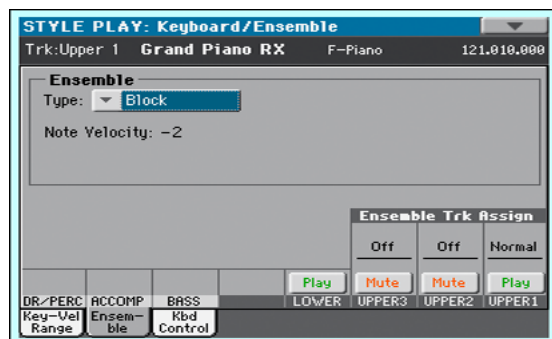 STYLE PLAY: Keyboard/Ensemble
Trk:Upper 1 Grand Piano RX F-Piano 121.010.000
Ensemble
Type: Block
Note Velocity: -2
Ensemble Trk Assign
Off Off Normal
Play Mute Mute Play
DR/PERC ACCOMP BASS LOWER UPPER3 UPPER2 UPPER1
Key-Vel Range Ensem-ble Kbd Control